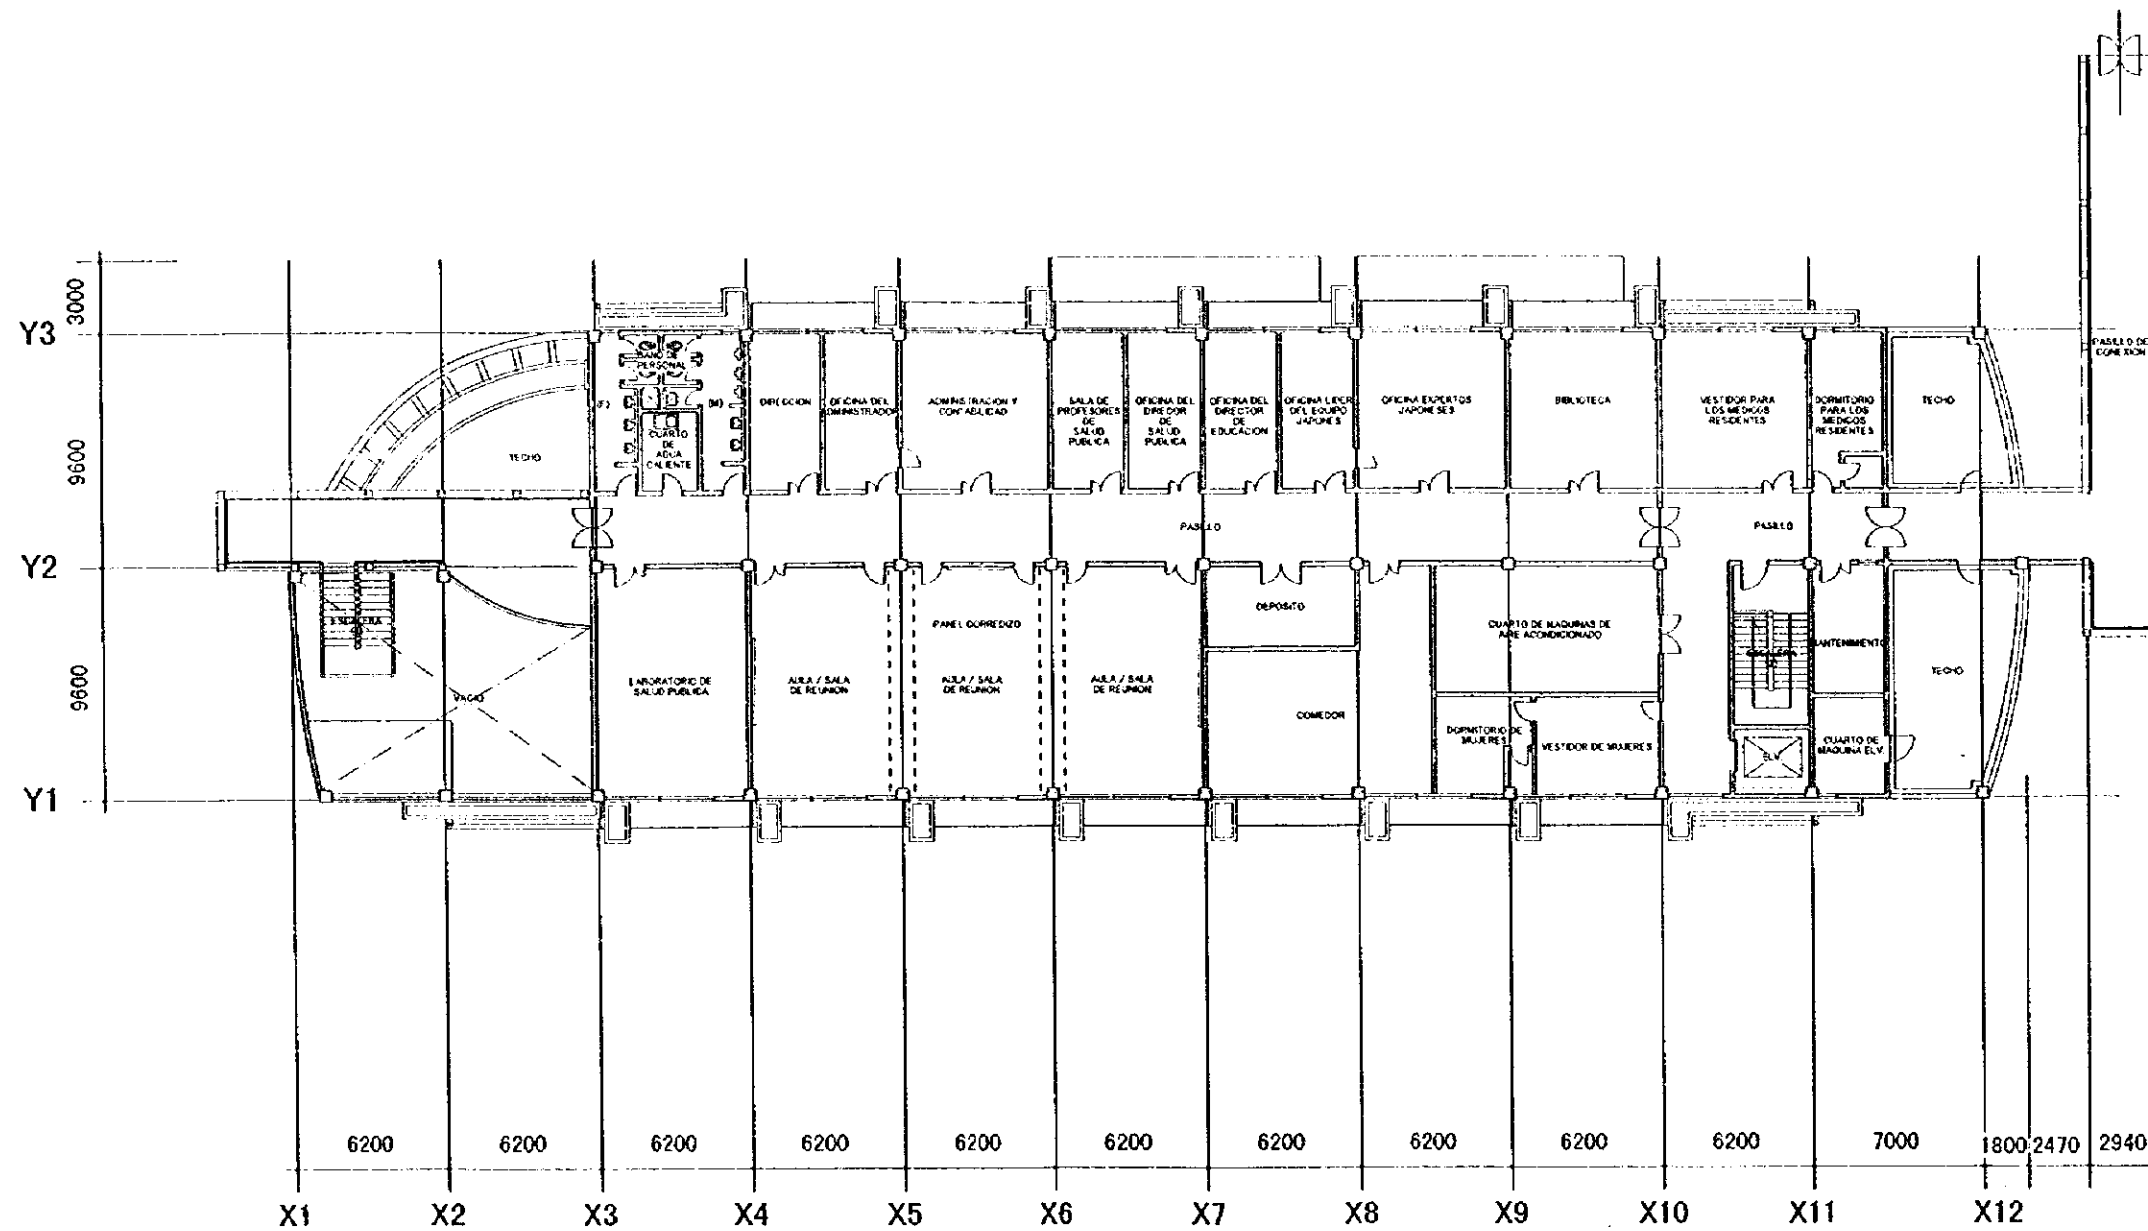 3000
Y3
PASILLO DE
CONEXION
BAÑO DE
PERSONAL
(F)
(M)
CUARTO
DE
AGUA
CALIENTE
DIRECCION
OFICINA DEL
ADMINISTRADOR
ADMINISTRACION Y
CONTABILIDAD
SALA DE
PROFESORES
DE
SALUD
PUBLICA
OFICINA DEL
DIRECOR
DE
SALUD
PUBLICA
OFICINA DEL
DIRECTOR
DE
EDUCACION
OFICINA LIDER
DEL EQUIPO
JAPONES
OFICINA EXPERTOS
JAPONESES
BIBLIOTECA
VESTIDOR PARA
LOS MEDICOS
RESIDENTES
DORMITORIO
PARA LOS
MEDICOS
RESIDENTES
TECHO
9600
TECHO
PASILLO
PASILLO
Y2
ESCALERA
DEPOSITO
PANEL CORREDIZO
CUARTO DE MAQUINAS DE
AIRE ACONDICIONADO
ESCALERA
MANTENIMIENTO
TECHO
9600
VACIO
LABORATORIO DE
SALUD PUBLICA
AULA / SALA
DE REUNION
AULA / SALA
DE REUNION
AULA / SALA
DE REUNION
COMEDOR
DORMITORIO DE
MUJERES
VESTIDOR DE MUJERES
ELV.
CUARTO DE
MAQUINA ELV.
Y1
6200 6200 6200 6200 6200 6200 6200 6200 6200 6200 7000 1800 2470 2940
X1 X2 X3 X4 X5 X6 X7 X8 X9 X10 X11 X12